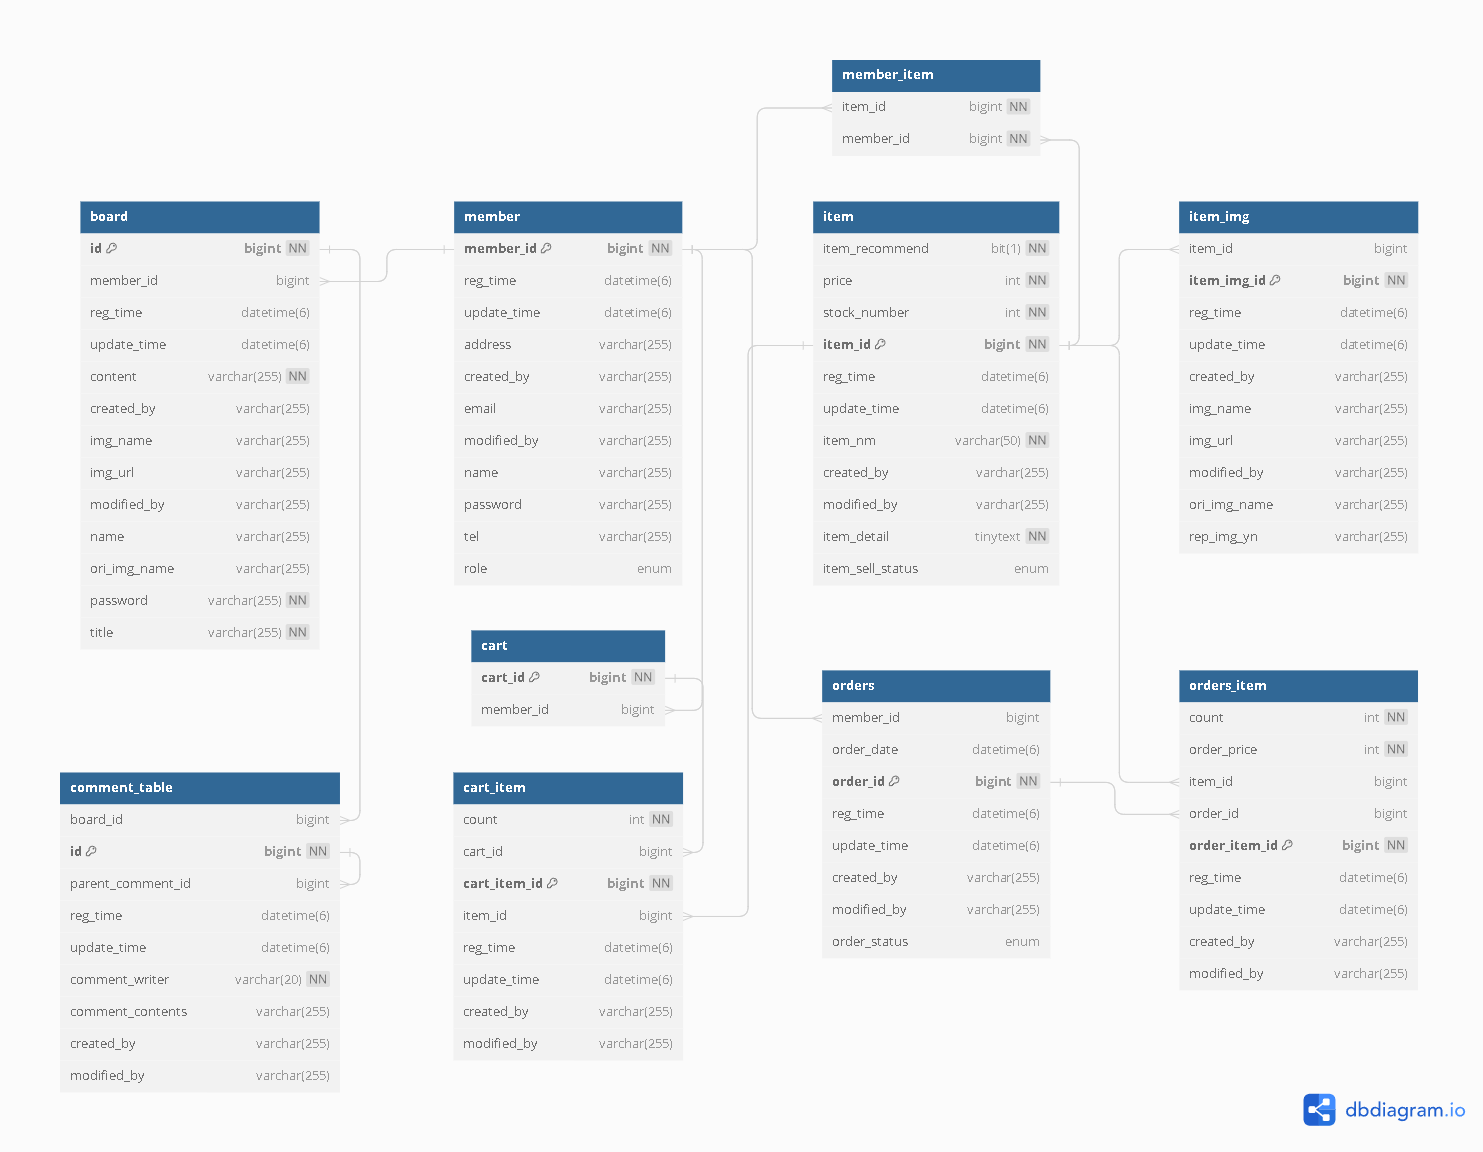 member_item
item_id bigint NN
member_id bigint NN
board
id bigint NN
member_id bigint
reg_time datetime(6)
update_time datetime(6)
content varchar(255) NN
created_by varchar(255)
img_name varchar(255)
img_url varchar(255)
modified_by varchar(255)
name varchar(255)
ori_img_name varchar(255)
password varchar(255) NN
title varchar(255) NN
member
member_id bigint NN
reg_time datetime(6)
update_time datetime(6)
address varchar(255)
created_by varchar(255)
email varchar(255)
modified_by varchar(255)
name varchar(255)
password varchar(255)
tel varchar(255)
role enum
item
item_recommend bit(1) NN
price int NN
stock_number int NN
item_id bigint NN
reg_time datetime(6)
update_time datetime(6)
item_nm varchar(50) NN
created_by varchar(255)
modified_by varchar(255)
item_detail tinytext NN
item_sell_status enum
item_img
item_id bigint
item_img_id bigint NN
reg_time datetime(6)
update_time datetime(6)
created_by varchar(255)
img_name varchar(255)
img_url varchar(255)
modified_by varchar(255)
ori_img_name varchar(255)
rep_img_yn varchar(255)
cart
cart_id bigint NN
member_id bigint
orders
member_id bigint
order_date datetime(6)
order_id bigint NN
reg_time datetime(6)
update_time datetime(6)
created_by varchar(255)
modified_by varchar(255)
order_status enum
orders_item
count int NN
order_price int NN
item_id bigint
order_id bigint
order_item_id bigint NN
reg_time datetime(6)
update_time datetime(6)
created_by varchar(255)
modified_by varchar(255)
comment_table
board_id bigint
id bigint NN
parent_comment_id bigint
reg_time datetime(6)
update_time datetime(6)
comment_writer varchar(20) NN
comment_contents varchar(255)
created_by varchar(255)
modified_by varchar(255)
cart_item
count int NN
cart_id bigint
cart_item_id bigint NN
item_id bigint
reg_time datetime(6)
update_time datetime(6)
created_by varchar(255)
modified_by varchar(255)
dbdiagram.io